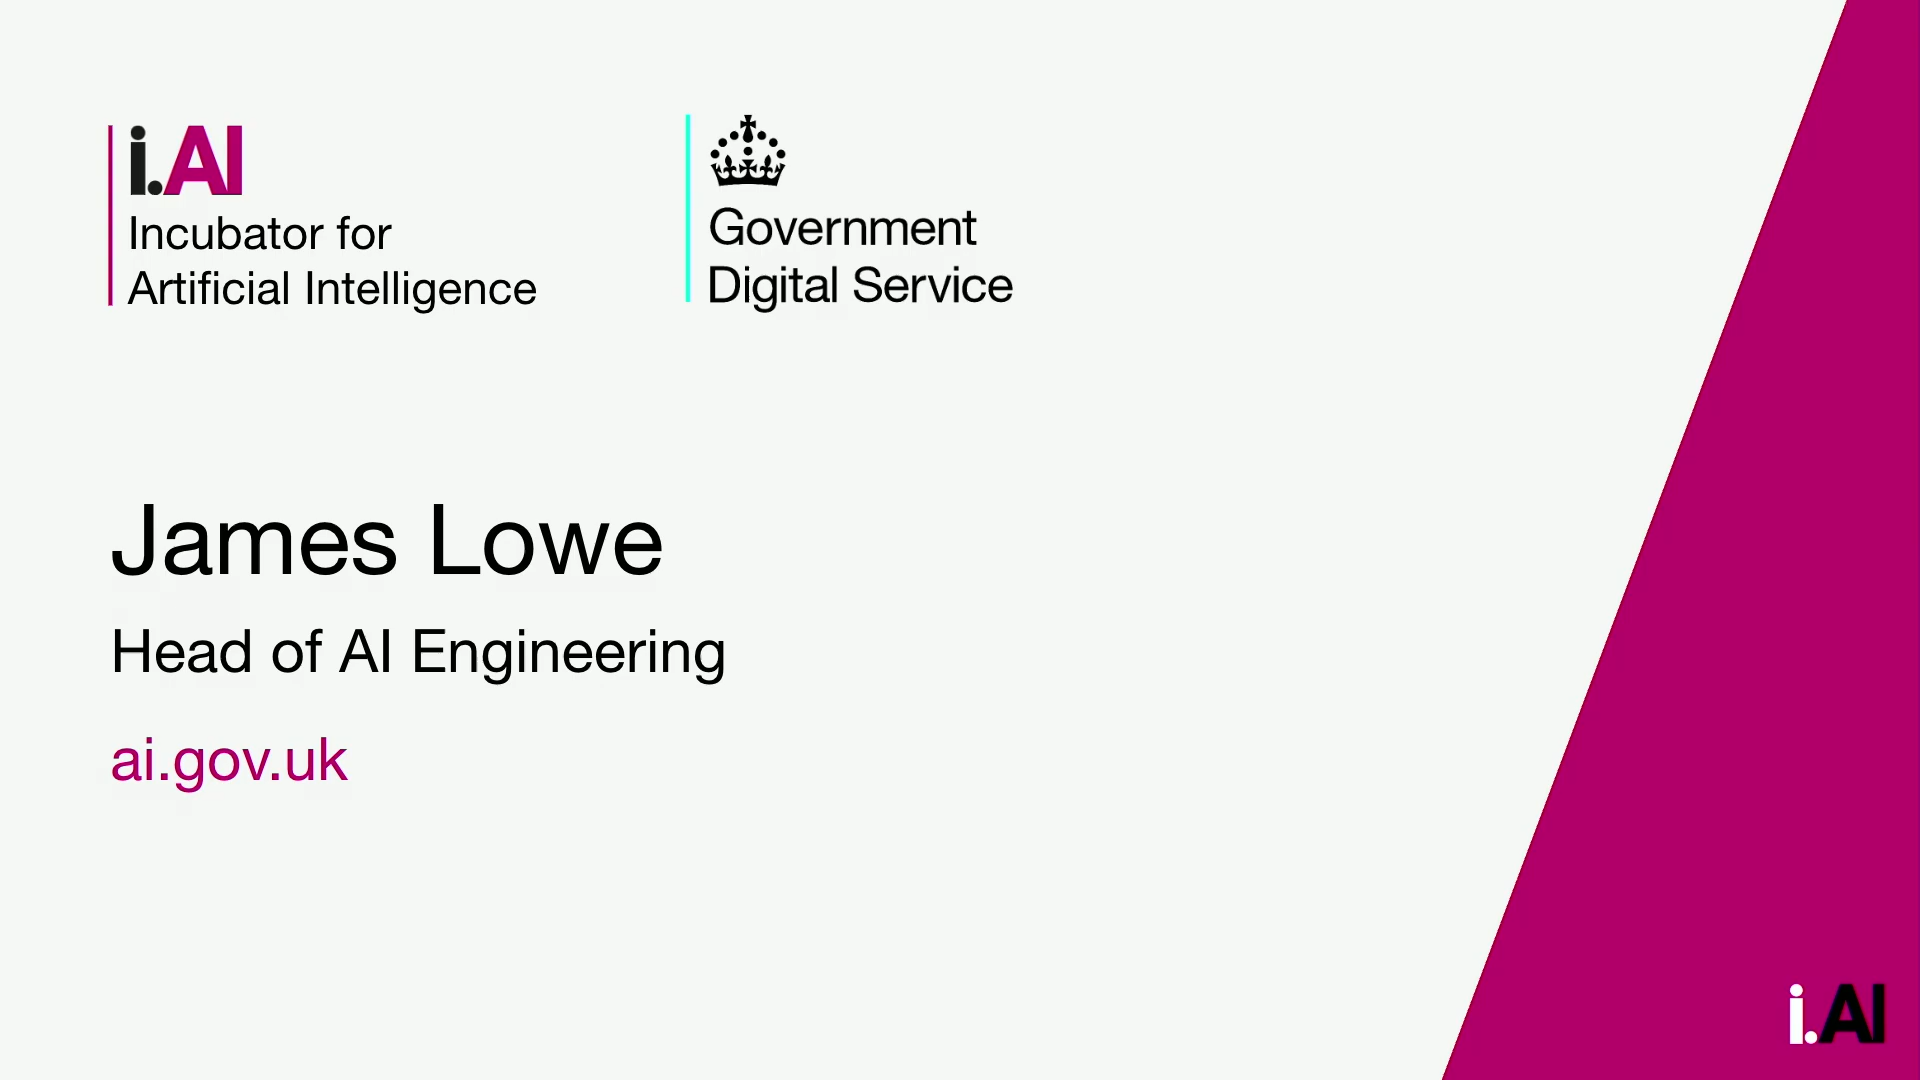 i.AI
Incubator for
Artificial Intelligence
Government
Digital Service
James Lowe
Head of AI Engineering
ai.gov.uk
i.AI